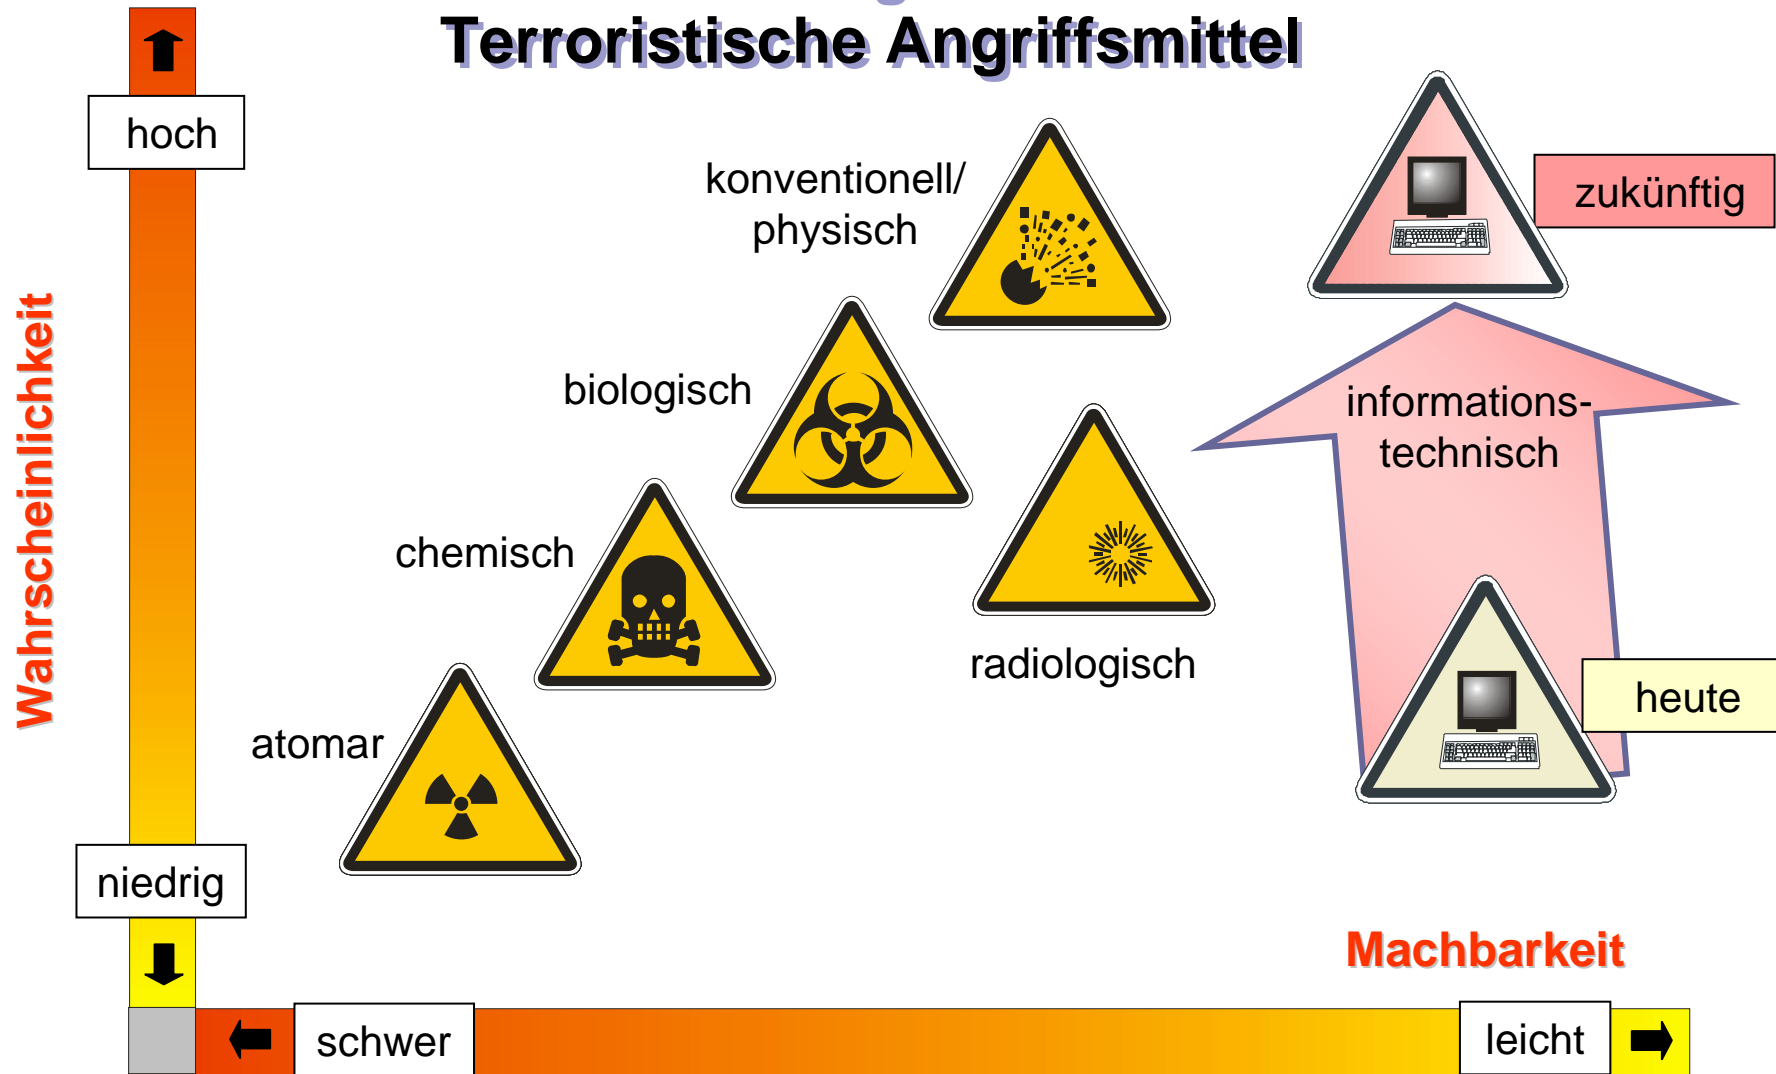 Terroristische Angriffsmittel
hoch
konventionell/
physisch
zukünftig
biologisch
informations-
technisch
Wahrscheinlichkeit
chemisch
radiologisch
heute
atomar
niedrig
Machbarkeit
schwer
leicht